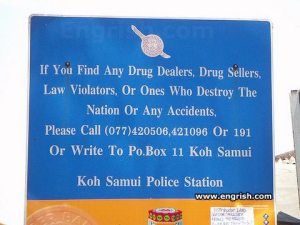 Engrish.com
If You Find Any Drug Dealers, Drug Sellers,
Law Violators, Or Ones Who Destroy The
Nation Or Any Accidents,
Please Call (077)420506,421096 Or 191
Or Write To Po.Box 11 Koh Samui
Koh Samui Police Station
www.engrish.com